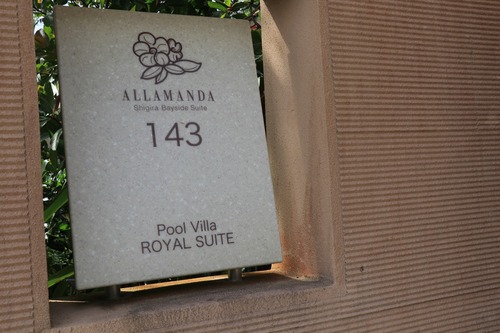 ALLAMANDA
Shigira Bayside Suite
143
Pool Villa
ROYAL SUITE